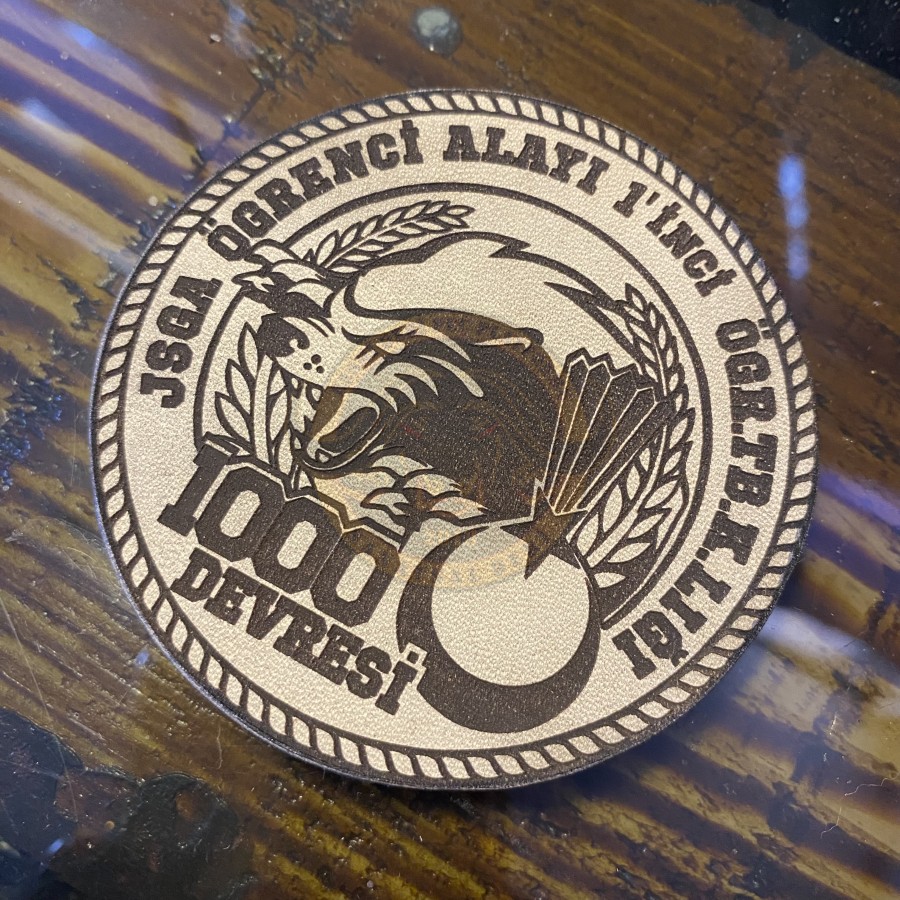 JSGA ÖĞRENCİ ALAYI 1'İNCİ ÖĞR.TB.K.LIĞI
1000
DEVRESİ